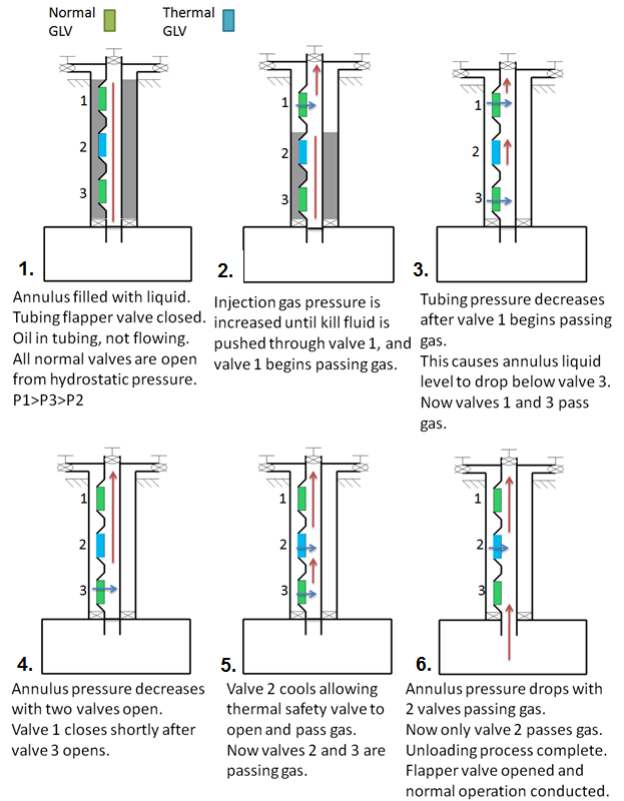 Normal
GLV
Thermal
GLV
1
2
3
1
2
3
1
2
3
1.
Annulus filled with liquid.
Tubing flapper valve closed.
Oil in tubing, not flowing.
All normal valves are open
from hydrostatic pressure.
P1>P3>P2
2.
Injection gas pressure is
increased until kill fluid is
pushed through valve 1, and
valve 1 begins passing gas.
3.
Tubing pressure decreases
after valve 1 begins passing
gas.
This causes annulus liquid
level to drop below valve 3.
Now valves 1 and 3 pass
gas.
1
2
3
1
2
3
1
2
3
4.
Annulus pressure decreases
with two valves open.
Valve 1 closes shortly after
valve 3 opens.
5.
Valve 2 cools allowing
thermal safety valve to
open and pass gas.
Now valves 2 and 3 are
passing gas.
6.
Annulus pressure drops with
2 valves passing gas.
Now only valve 2 passes gas.
Unloading process complete.
Flapper valve opened and
normal operation conducted.